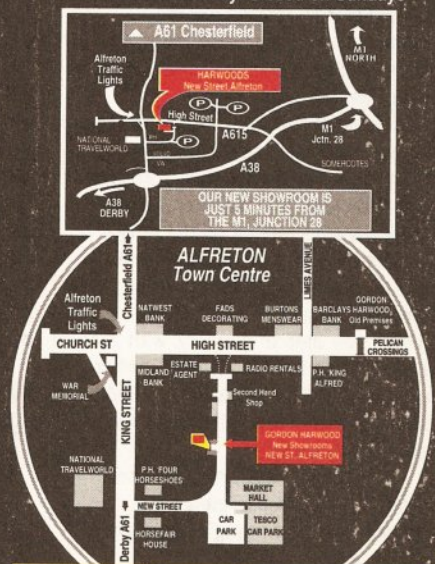 A61 Chesterfield
M1
NORTH
Alfreton
Traffic
Lights
HARWOODS
New Street, Alfreton
P
P
High Street
A615
P.H.
P
NATIONAL
TRAVELWORLD
M1
Jctn. 28
A38
SOMERCOTES
A38
DERBY
OUR NEW SHOWROOM IS
JUST 5 MINUTES FROM
THE M1, JUNCTION 28
ALFRETON
Town Centre
Chesterfield A61
LIMES AVENUE
Alfreton
Traffic
Lights
NATWEST
BANK
FADS
DECORATING
BURTONS
MENSWEAR
BARCLAYS
BANK
GORDON
HARWOOD
Old Premises
CHURCH ST
HIGH STREET
PELICAN
CROSSINGS
WAR
MEMORIAL
KING STREET
MIDLAND
BANK
ESTATE
AGENT
RADIO RENTALS
P.H. 'KING
ALFRED'
Second Hand
Shop
GORDON HARWOOD
New Showrooms
NEW ST. ALFRETON
NATIONAL
TRAVELWORLD
P.H. 'FOUR
HORSESHOES'
MARKET
HALL
NEW STREET
Derby A61
HORSEFAIR
HOUSE
CAR
PARK
TESCO
CAR PARK